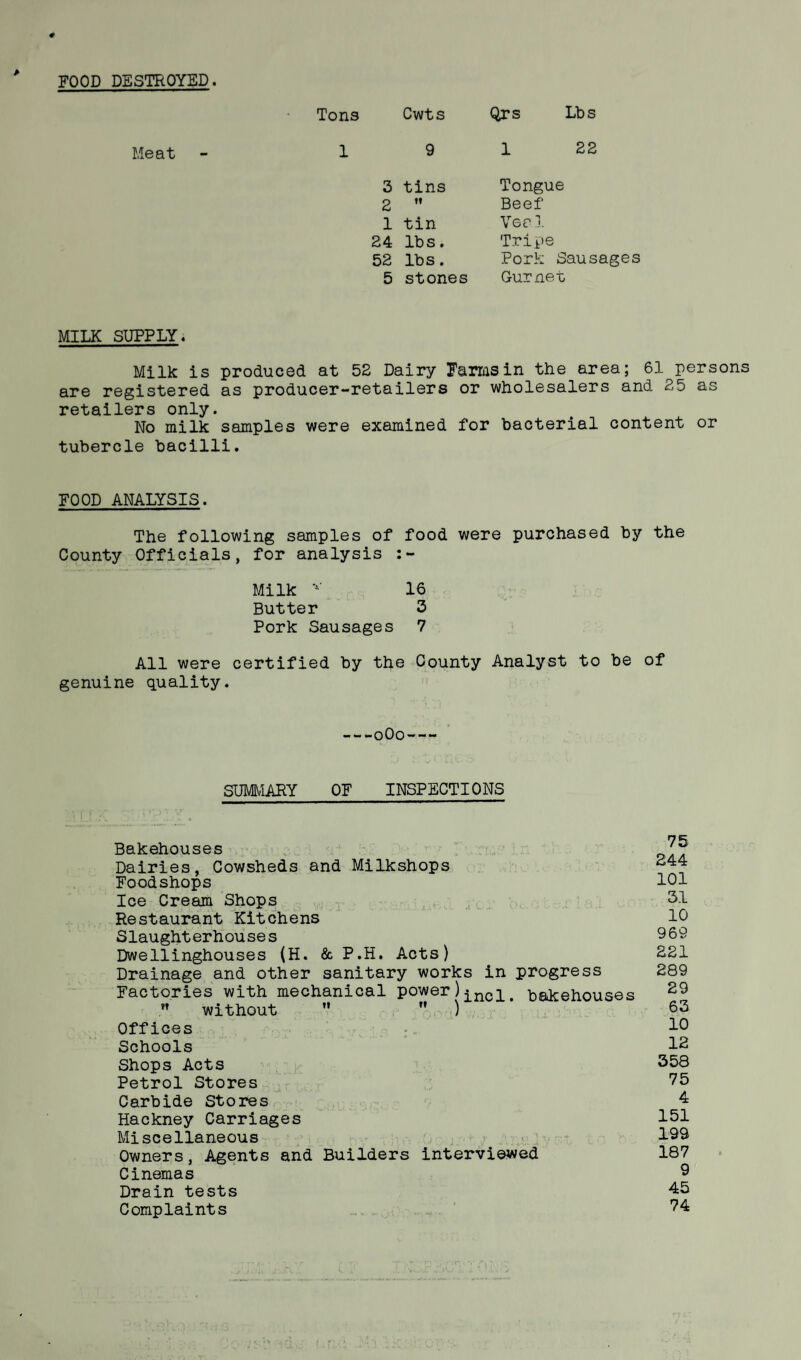 FOOD DESTROYED.
Tons Cwts Qrs Lbs
Meat - 1 9 1 22
3 tins Tongue
2 " Beef
1 tin Veal
24 lbs. Tripe
52 lbs. Pork Sausages
5 stones Gurnet
MILK SUPPLY.
Milk is produced at 52 Dairy Farms in the area; 61 persons
are registered as producer-retailers or wholesalers and 25 as
retailers only.
No milk samples were examined for bacterial content or
tubercle bacilli.
FOOD ANALYSIS.
The following samples of food were purchased by the
County Officials, for analysis :-
Milk 16
Butter 3
Pork Sausages 7
All were certified by the County Analyst to be of
genuine quality.
---oOo---
SUMMARY OF INSPECTIONS
Bakehouses 75
Dairies, Cowsheds and Milkshops 244
Foodshops 101
Ice Cream Shops 31
Restaurant Kitchens 10
Slaughterhouses 969
Dwellinghouses (H. & P.H. Acts) 221
Drainage and other sanitary works in progress 289
Factories with mechanical power) incl. bakehouses 29
" without " " ) 63
Offices 10
Schools 12
Shops Acts 358
Petrol Stores 75
Carbide Stores 4
Hackney Carriages 151
Miscellaneous 199
Owners, Agents and Builders interviewed 187
Cinemas 9
Drain tests 45
Complaints 74